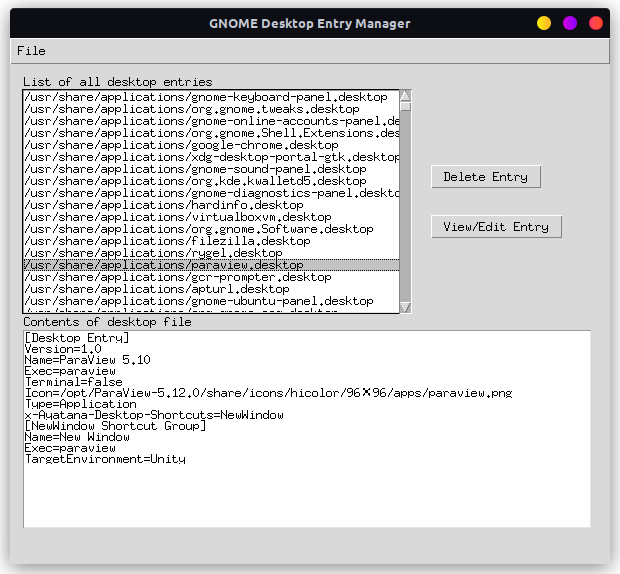 GNOME Desktop Entry Manager
File
List of all desktop entries
/usr/share/applications/gnome-keyboard-panel.desktop
/usr/share/applications/org.gnome.tweaks.desktop
/usr/share/applications/gnome-online-accounts-panel.de
/usr/share/applications/org.gnome.Shell.Extensions.des
/usr/share/applications/google-chrome.desktop
/usr/share/applications/xdg-desktop-portal-gtk.desktop
/usr/share/applications/gnome-sound-panel.desktop
/usr/share/applications/org.kde.kwalletd5.desktop
/usr/share/applications/gnome-diagnostics-panel.deskto
/usr/share/applications/hardinfo.desktop
/usr/share/applications/virtualboxvm.desktop
/usr/share/applications/org.gnome.Software.desktop
/usr/share/applications/filezilla.desktop
/usr/share/applications/rygel.desktop
/usr/share/applications/paraview.desktop
/usr/share/applications/gcr-prompter.desktop
/usr/share/applications/apturl.desktop
/usr/share/applications/gnome-ubuntu-panel.desktop
Delete Entry
View/Edit Entry
Contents of desktop file
[Desktop Entry]
Version=1.0
Name=ParaView 5.10
Exec=paraview
Terminal=false
Icon=/opt/ParaView-5.12.0/share/icons/hicolor/96×96/apps/paraview.png
Type=Application
x-Ayatana-Desktop-Shortcuts=NewWindow
[NewWindow Shortcut Group]
Name=New Window
Exec=paraview
TargetEnvironment=Unity